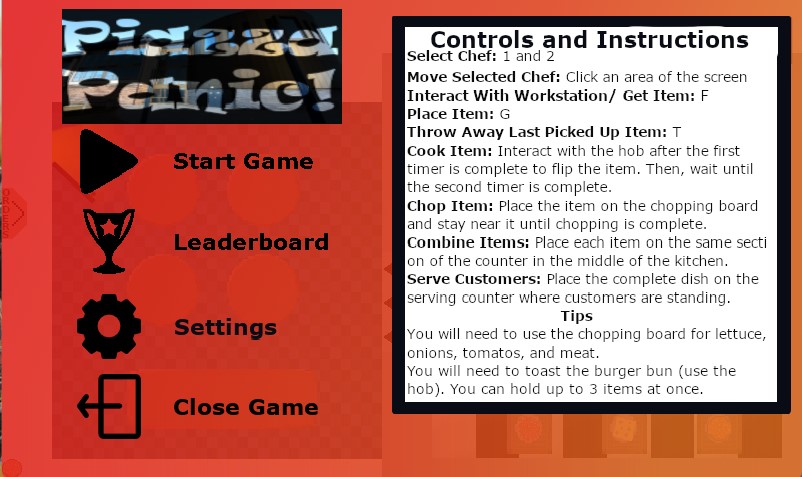 Piazza
Panic!
Start Game
Leaderboard
Settings
Close Game
Controls and Instructions
Select Chef: 1 and 2
Move Selected Chef: Click an area of the screen
Interact With Workstation/ Get Item: F
Place Item: G
Throw Away Last Picked Up Item: T
Cook Item: Interact with the hob after the first
timer is complete to flip the item. Then, wait until
the second timer is complete.
Chop Item: Place the item on the chopping board
and stay near it until chopping is complete.
Combine Items: Place each item on the same secti
on of the counter in the middle of the kitchen.
Serve Customers: Place the complete dish on the
serving counter where customers are standing.
Tips
You will need to use the chopping board for lettuce,
onions, tomatos, and meat.
You will need to toast the burger bun (use the
hob). You can hold up to 3 items at once.